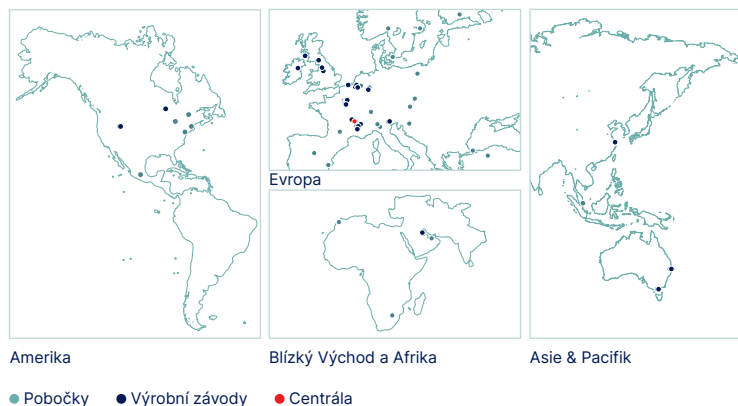 Evropa
Amerika
Blízký Východ a Afrika
Asie & Pacifik
Pobočky
Výrobní závody
Centrála